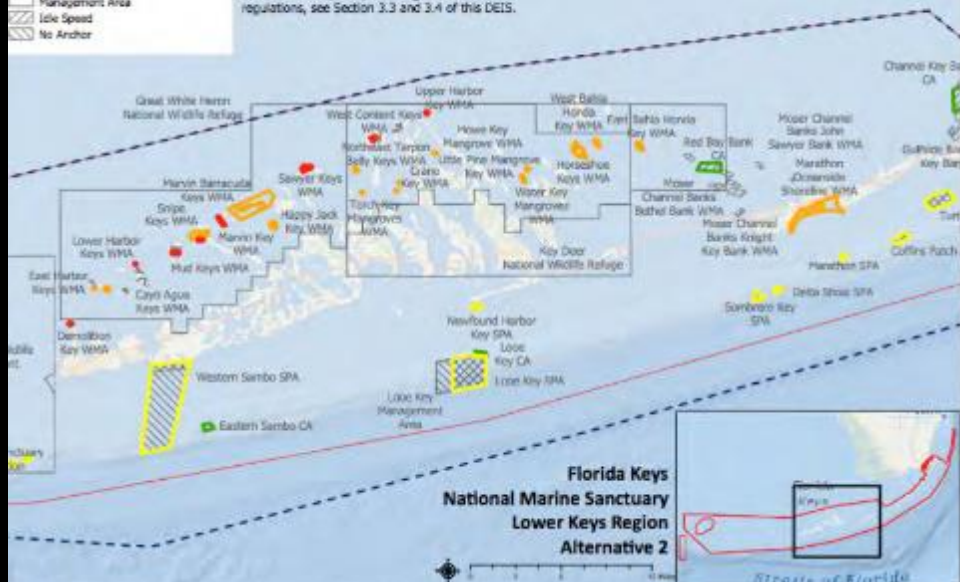 Management Area
Idle Speed
No Anchor
regulations, see Section 3.3 and 3.4 of this DEIS.
Channel Key
CA
Great White Heron
National Wildlife Refuge
Upper Harbor
Key WMA
West Content Keys
WMA
Northeast Tarpon
Belly Keys WMA
Howe Key
Mangrove WMA
Little Pine Mangrove
Key WMA
Crane
Key WMA
West Bahia
Honda
Key WMA
East Bahia Honda
Key WMA
Horseshoe
Keys WMA
Water Key
Mangroves
WMA
Torch Key
Mangroves
WMA
Red Bay Bank
CA
Moser Channel
Banks John
Sawyer Bank WMA
Marathon
Oceanside
Shoreline WMA
Moser
Channel Banks
Bethel Bank WMA
Moser Channel
Banks Knight
Key Bank WMA
Marvin Barracuda
Keys WMA
Sawyer Keys
WMA
Snipe
Keys WMA
Happy Jack
Key WMA
Marvin Key
WMA
Mud Keys WMA
Lower Harbor
Keys WMA
East Harbor
Keys WMA
Cayo Agua
Keys WMA
Demolition
Key WMA
Key Deer
National Wildlife Refuge
Marathon SPA
Coffins Patch
Delta Shoal SPA
Sombrero Key
SPA
Newfound Harbor
Key SPA
Looe
Key CA
Looe Key SPA
Looe Key
Management
Area
Western Sambo SPA
Eastern Sambo CA
Florida Keys
National Marine Sanctuary
Lower Keys Region
Alternative 2
Florida
Keys
Straits of Florida